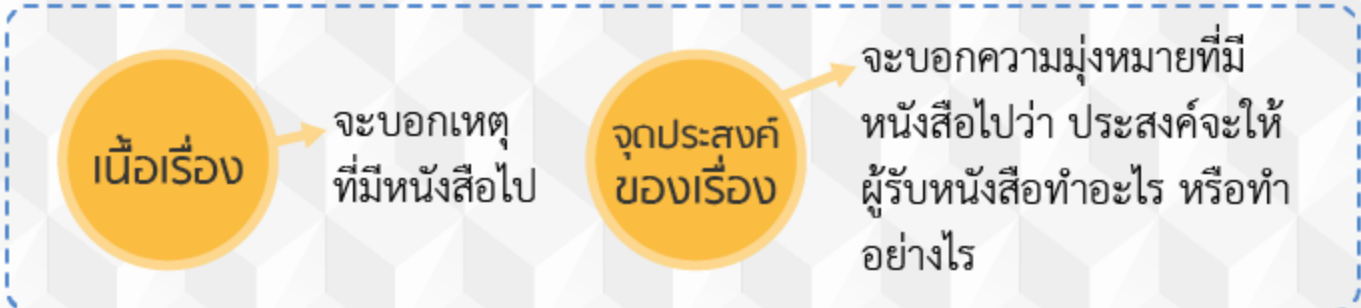 เนื้อเรื่อง
จะบอกเหตุ
ที่มีหนังสือไป
จุดประสงค์
ของเรื่อง
จะบอกความมุ่งหมายที่มี
หนังสือไปว่า ประสงค์จะให้
ผู้รับหนังสือทำอะไร หรือทำ
อย่างไร